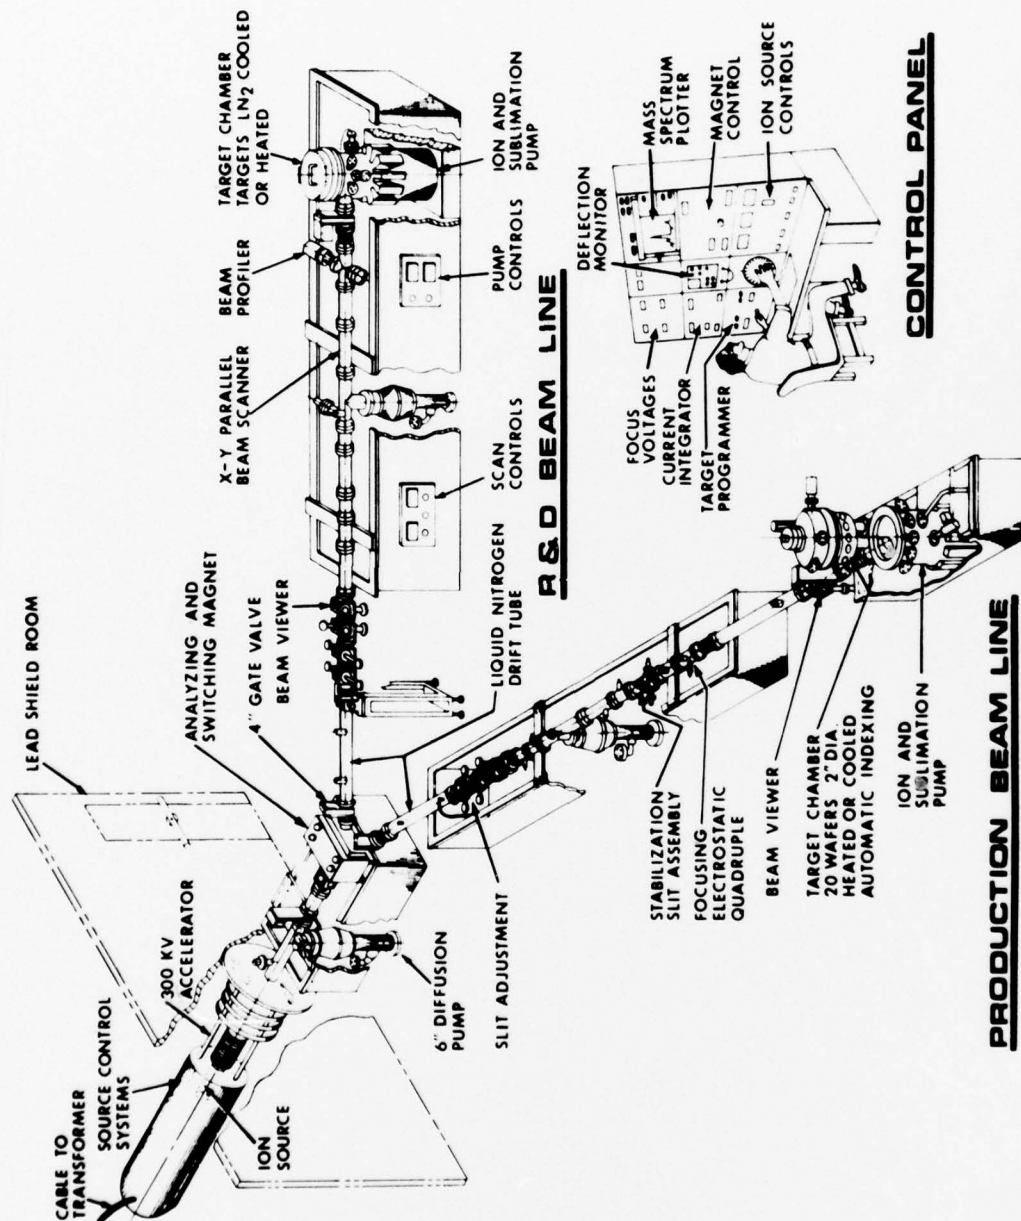 CABLE TO
TRANSFORMER
SOURCE CONTROL
SYSTEMS
ION
SOURCE
300 KV
ACCELERATOR
LEAD SHIELD ROOM
6" DIFFUSION
PUMP
SLIT ADJUSTMENT
ANALYZING AND
SWITCHING MAGNET
4" GATE VALVE
BEAM VIEWER
LIQUID NITROGEN
DRIFT TUBE
X-Y PARALLEL
BEAM SCANNER
BEAM
PROFILER
TARGET CHAMBER
TARGETS LN2 COOLED
OR HEATED
SCAN
CONTROLS
PUMP
CONTROLS
ION AND
SUBLIMATION
PUMP
R & D BEAM LINE
STABILIZATION
SLIT ASSEMBLY
FOCUSING
ELECTROSTATIC
QUADRUPLE
BEAM VIEWER
TARGET CHAMBER
20 WAFERS 2" DIA.
HEATED OR COOLED
AUTOMATIC INDEXING
ION AND
SUBLIMATION
PUMP
PRODUCTION BEAM LINE
FOCUS
VOLTAGES
CURRENT
INTEGRATOR
TARGET
PROGRAMMER
DEFLECTION
MONITOR
MASS
SPECTRUM
PLOTTER
MAGNET
CONTROL
ION SOURCE
CONTROLS
CONTROL PANEL